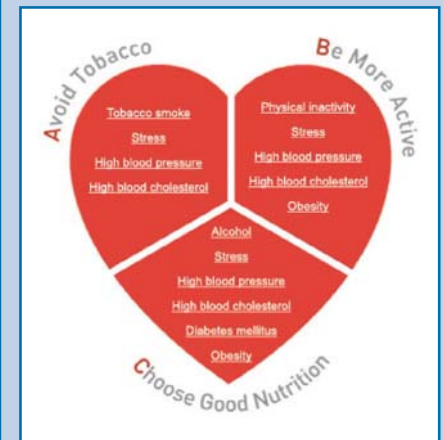 Avoid Tobacco
Tobacco smoke
Stress
High blood pressure
High blood cholesterol
Be More Active
Physical inactivity
Stress
High blood pressure
High blood cholesterol
Obesity
Alcohol
Stress
High blood pressure
High blood cholesterol
Diabetes mellitus
Obesity
Choose Good Nutrition